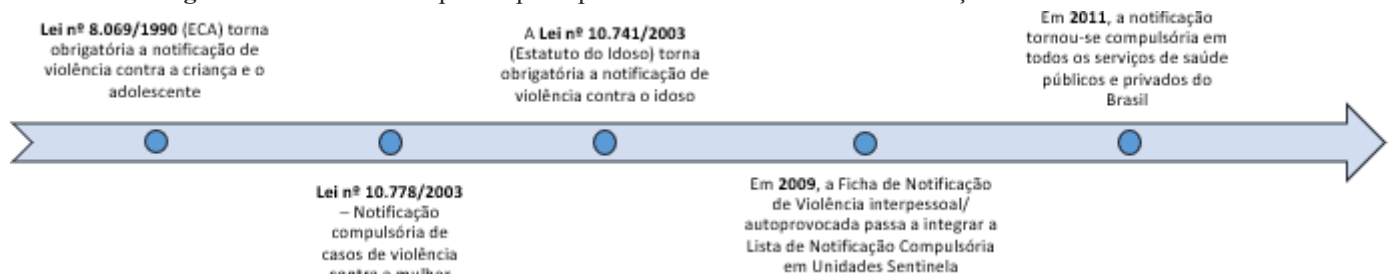 Lei nº 8.069/1990 (ECA) torna
obrigatória a notificação de
violência contra a criança e o
adolescente
Lei nº 10.778/2003
– Notificação
compulsória de
casos de violência
contra a mulher
A Lei nº 10.741/2003
(Estatuto do Idoso) torna
obrigatória a notificação de
violência contra o idoso
Em 2009, a Ficha de Notificação
de Violência interpessoal/
autoprovocada passa a integrar a
Lista de Notificação Compulsória
em Unidades Sentinela
Em 2011, a notificação
tornou-se compulsória em
todos os serviços de saúde
públicos e privados do
Brasil